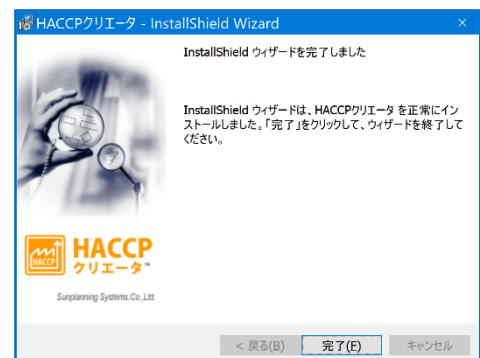 HACCPクリエータ - InstallShield Wizard
InstallShield ウィザードを完了しました
InstallShield ウィザードは、HACCPクリエータ を正常にイン
ストールしました。「完了」をクリックして、ウィザードを終了して
ください。
HACCP
HACCP
クリエータ™
Sunplanning Systems.Co.,Ltd.
< 戻る(B)
完了(F)
キャンセル